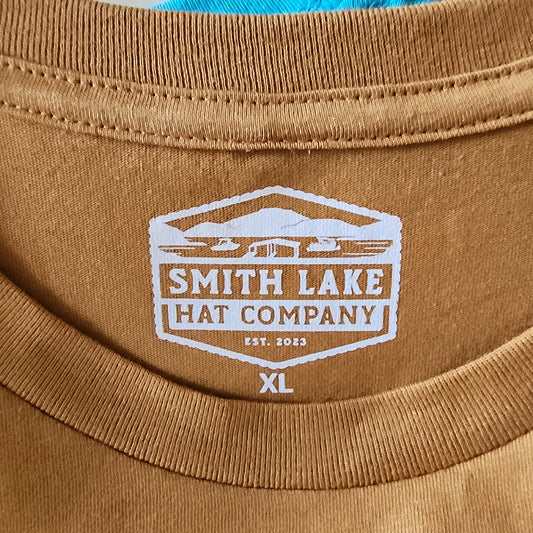 SMITH LAKE
HAT COMPANY
EST. 2023
XL